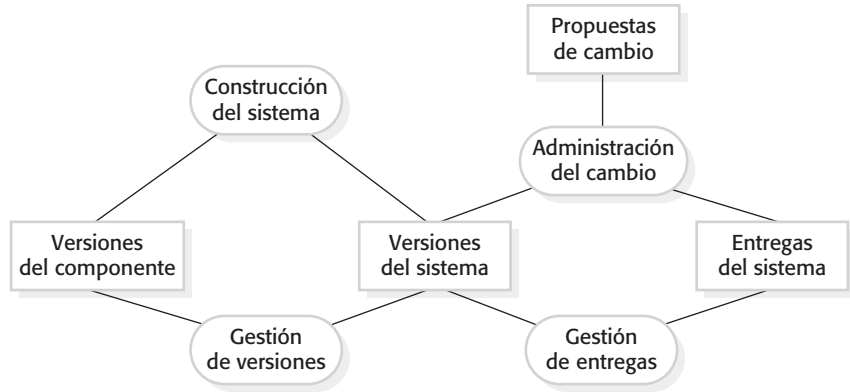 Propuestas
de cambio
Construcción
del sistema
Administración
del cambio
Versiones
del componente
Versiones
del sistema
Entregas
del sistema
Gestión
de versiones
Gestión
de entregas